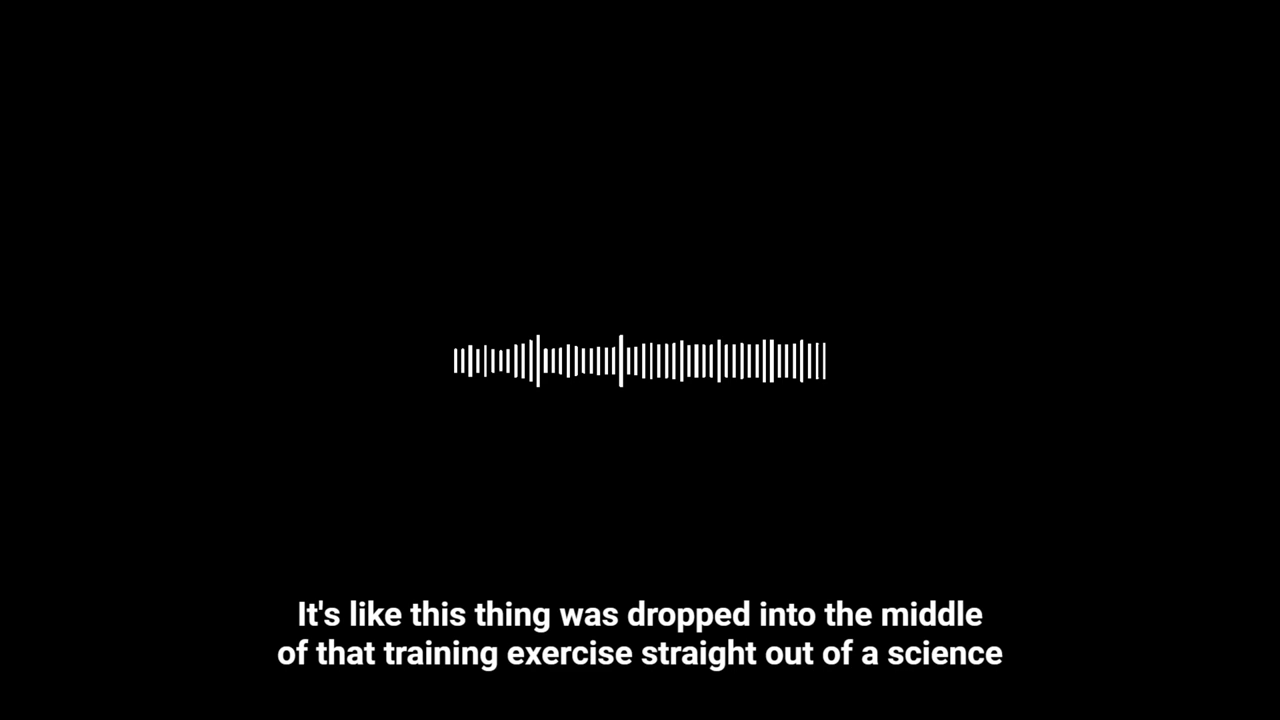 It's like this thing was dropped into the middle
of that training exercise straight out of a science